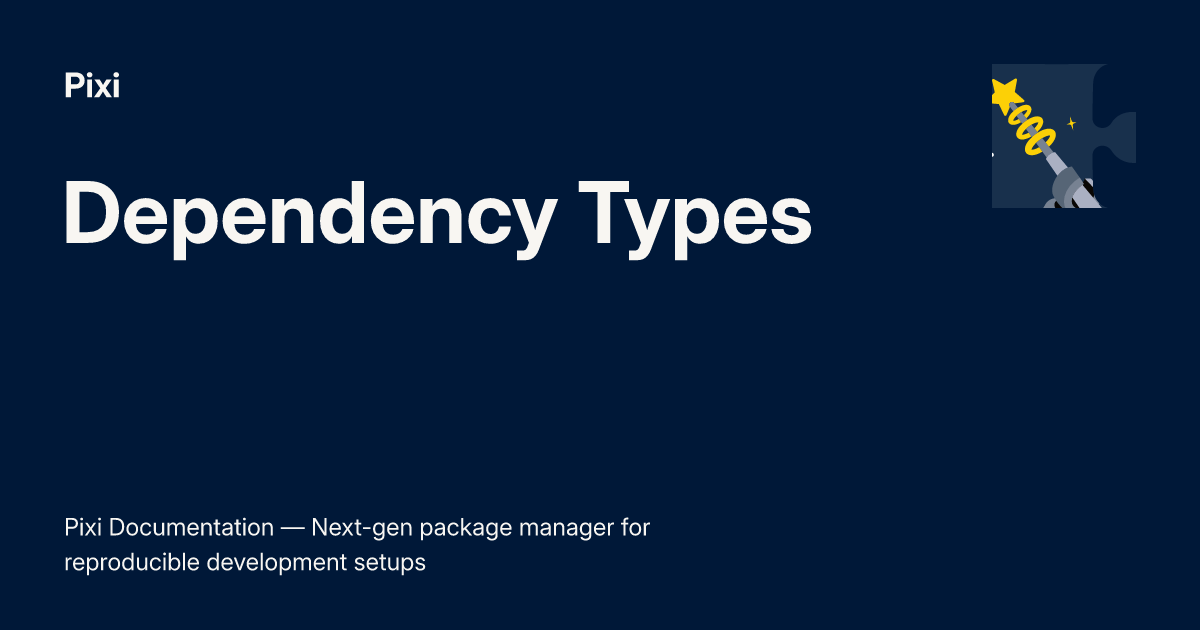 Pixi
Dependency Types
Pixi Documentation — Next-gen package manager for
reproducible development setups